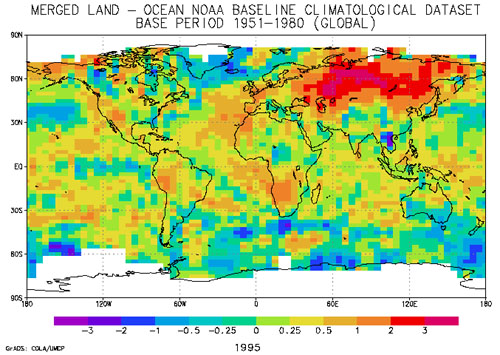 MERGED LAND – OCEAN NOAA BASELINE CLIMATOLOGICAL DATASET
BASE PERIOD 1951–1980 (GLOBAL)
90N
60N
30N
EQ
30S
60S
90S
180 120W 60W 0 60E 120E 180
-3 -2 -1 -0.5 -0.25 0 0.25 0.5 1 2 3
GrADS: COLA/UMCP
1995